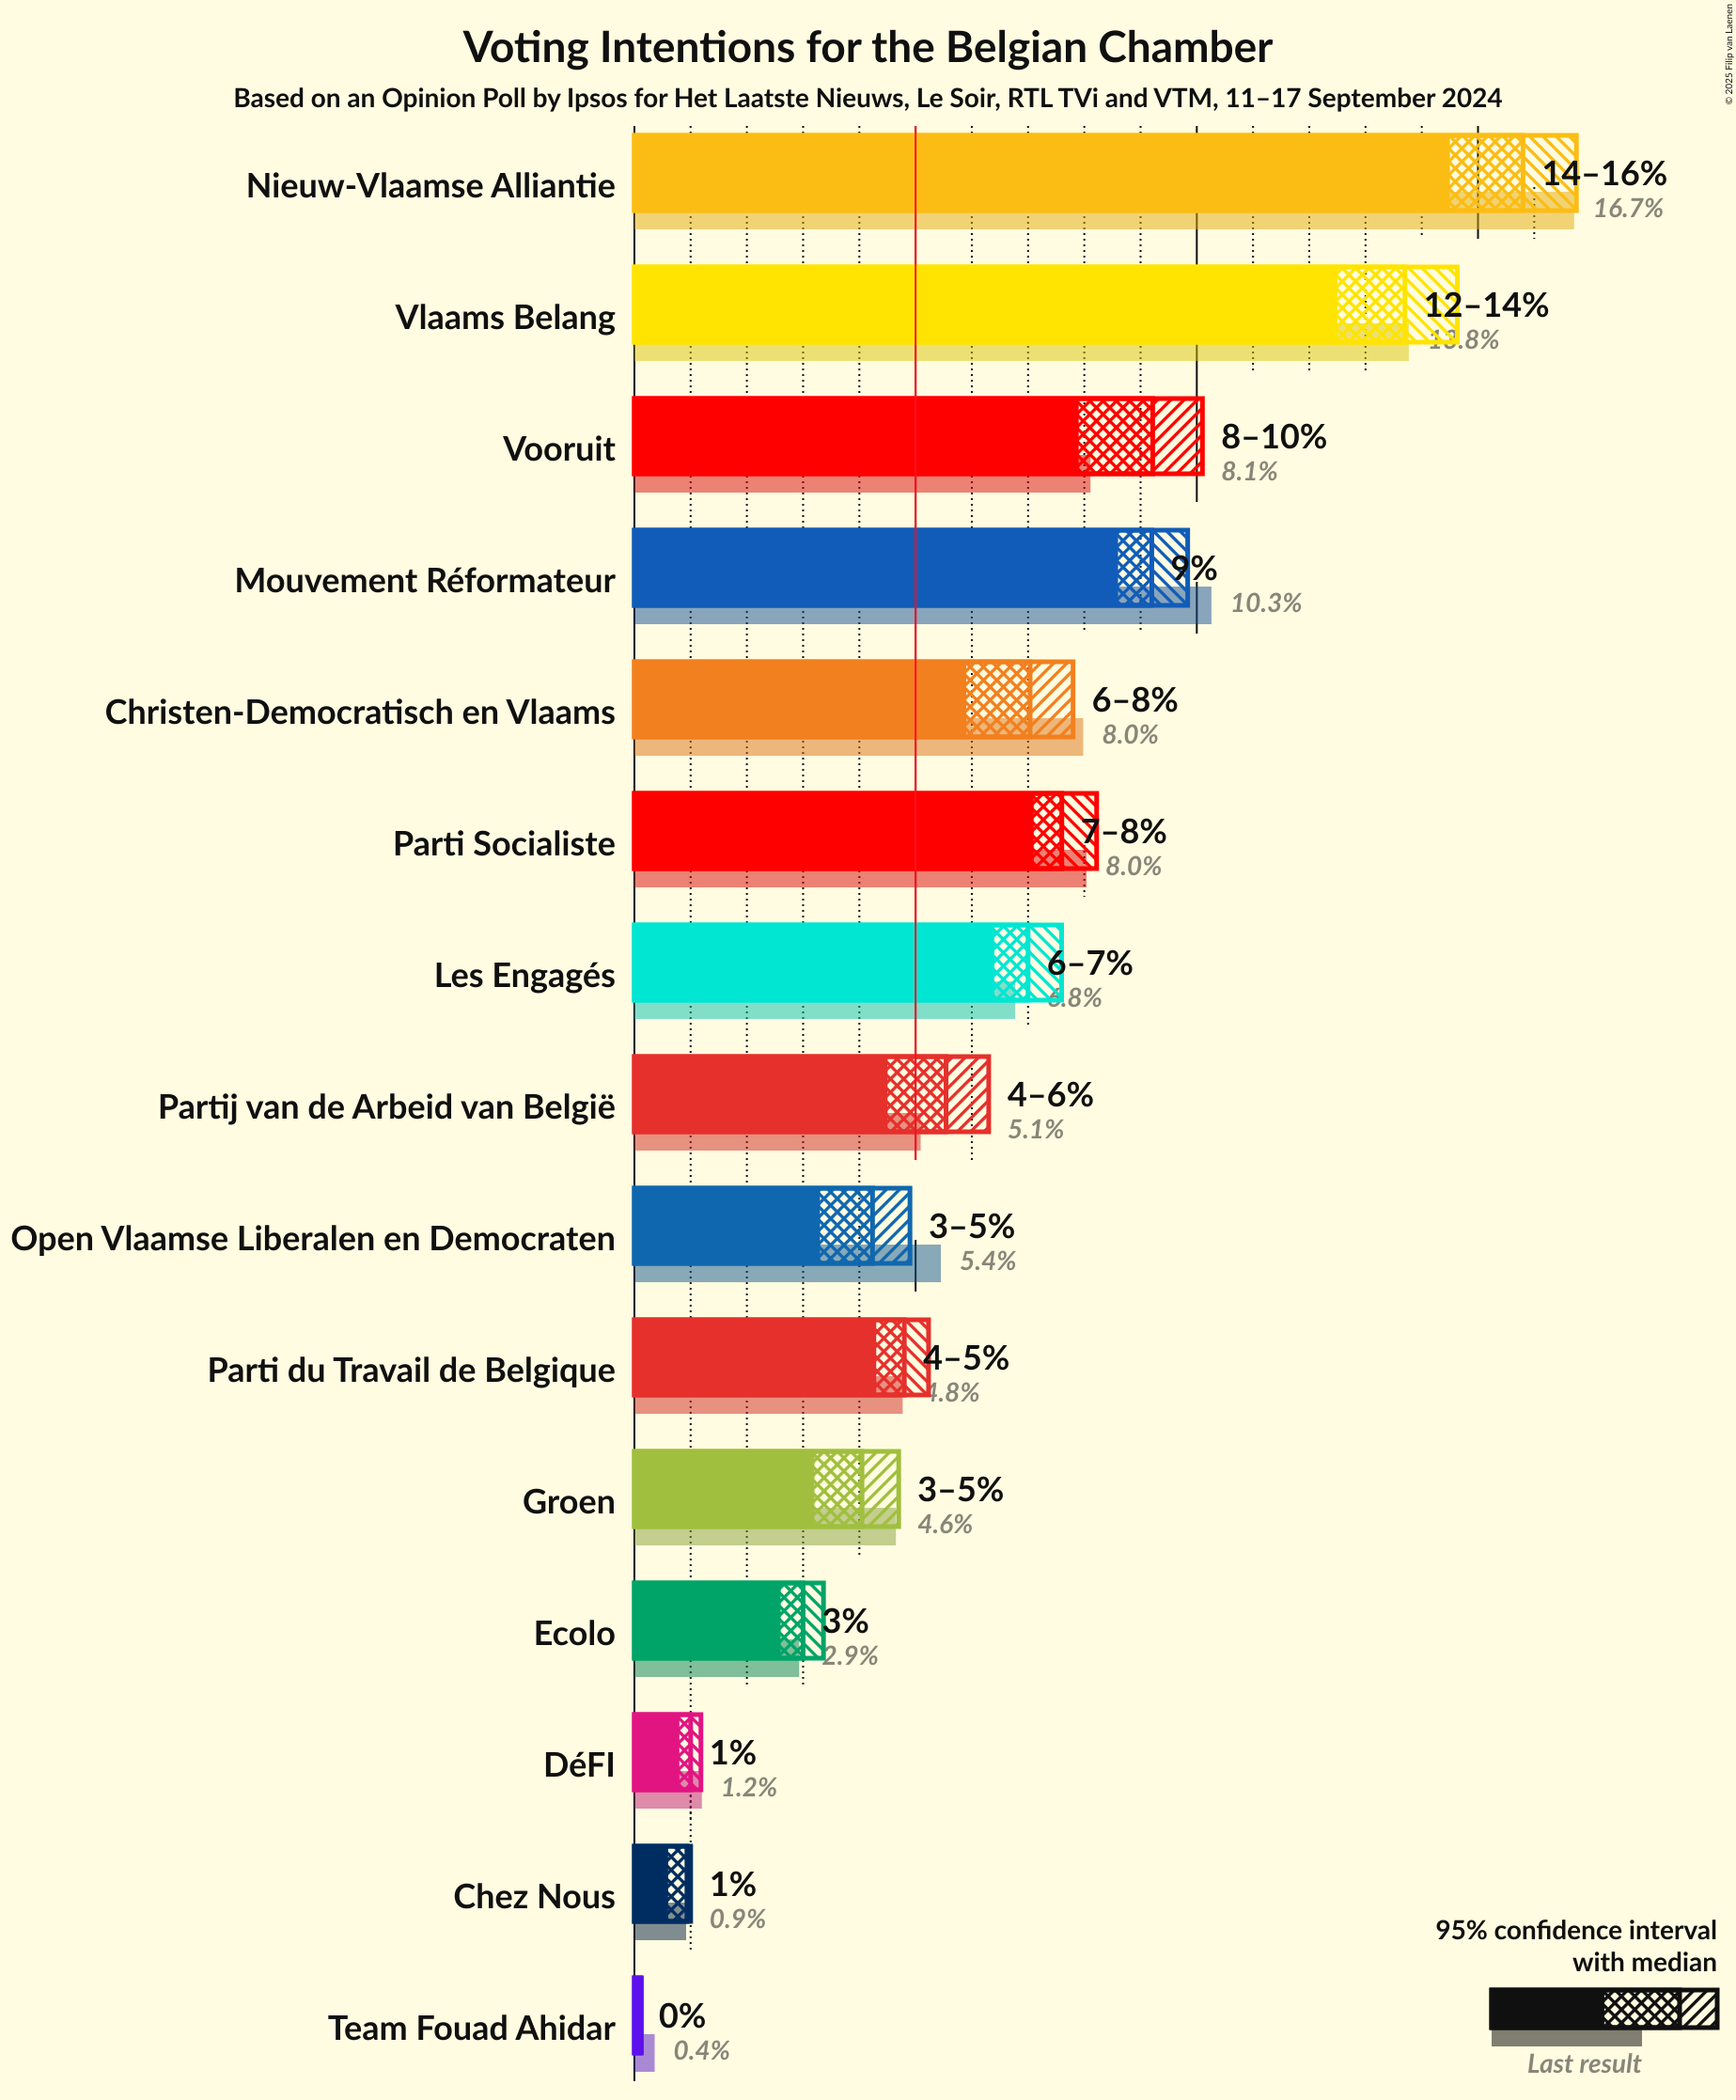 Voting Intentions for the Belgian Chamber
Based on an Opinion Poll by Ipsos for Het Laatste Nieuws, Le Soir, RTL TVi and VTM, 11–17 September 2024
© 2025 Filip van Laenen
Nieuw-Vlaamse Alliantie
14–16%
16.7%
Vlaams Belang
12–14%
13.8%
Vooruit
8–10%
8.1%
Mouvement Réformateur
9%
10.3%
Christen-Democratisch en Vlaams
6–8%
8.0%
Parti Socialiste
7–8%
8.0%
Les Engagés
6–7%
6.8%
Partij van de Arbeid van België
4–6%
5.1%
Open Vlaamse Liberalen en Democraten
3–5%
5.4%
Parti du Travail de Belgique
4–5%
4.8%
Groen
3–5%
4.6%
Ecolo
3%
2.9%
DéFI
1%
1.2%
Chez Nous
1%
0.9%
Team Fouad Ahidar
0%
0.4%
95% confidence interval
with median
Last result